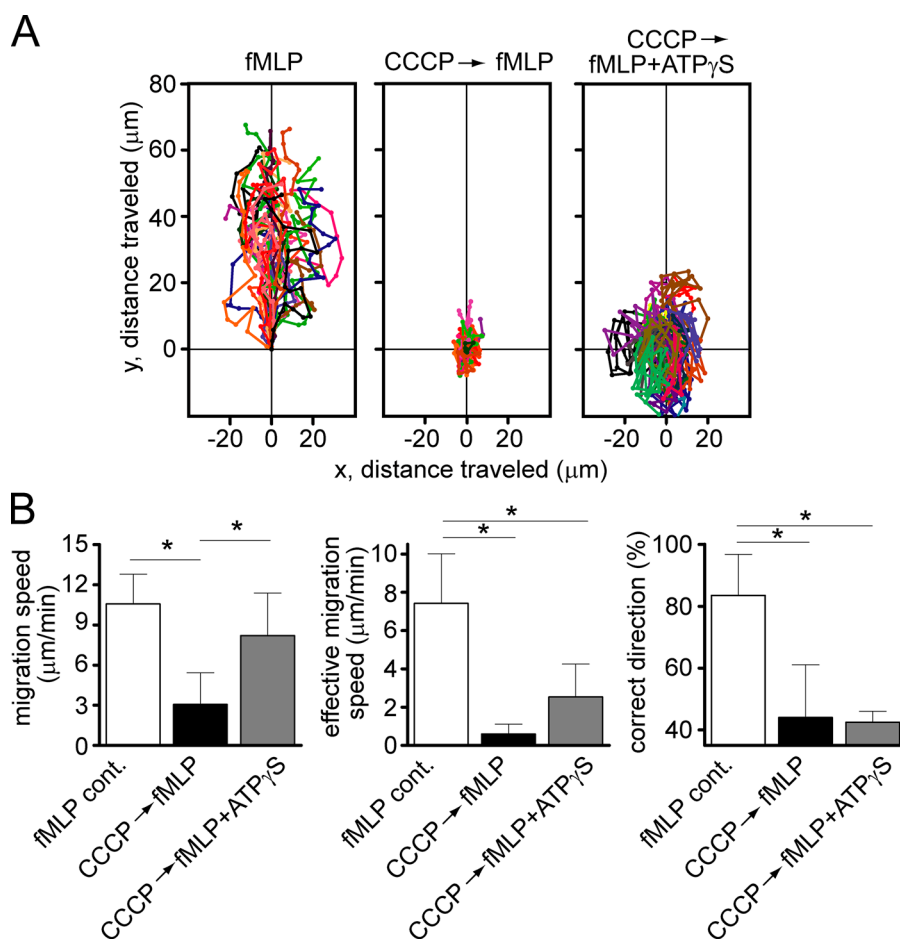 A
fMLP
CCCP→ fMLP
CCCP→
fMLP+ATPγS
80
60
40
20
0
y, distance traveled (μm)
-20 0 20
-20 0 20
-20 0 20
x, distance traveled (μm)
B
15
12
9
6
3
0
migration speed
(μm/min)
* *
fMLP cont.
CCCP→fMLP
CCCP→fMLP+ATPγS
10
8
6
4
2
0
effective migration
speed (μm/min)
*
*
fMLP cont.
CCCP→fMLP
CCCP→fMLP+ATPγS
100
80
60
40
correct direction (%)
*
*
fMLP cont.
CCCP→fMLP
CCCP→fMLP+ATPγS